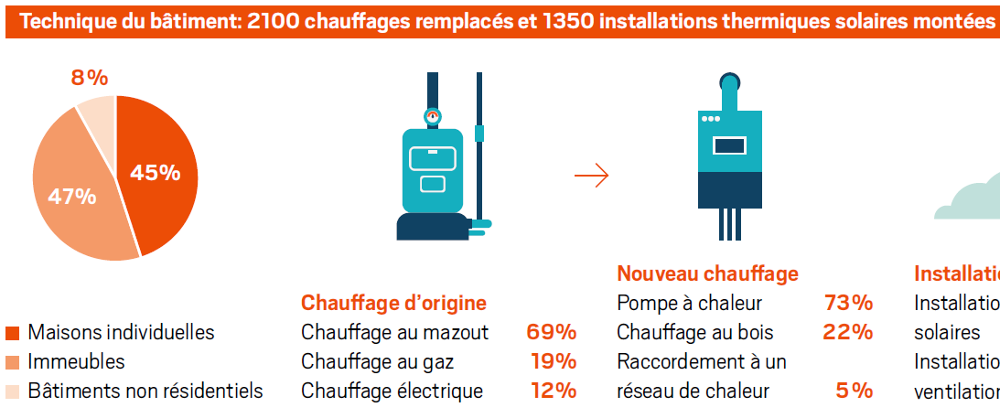 Technique du bâtiment: 2100 chauffages remplacés et 1350 installations thermiques solaires montées
8%
45%
47%
Maisons individuelles
Immeubles
Bâtiments non résidentiels
Chauffage d’origine
Chauffage au mazout 69%
Chauffage au gaz 19%
Chauffage électrique 12%
Nouveau chauffage
Pompe à chaleur 73%
Chauffage au bois 22%
Raccordement à un
réseau de chaleur 5%
solaires